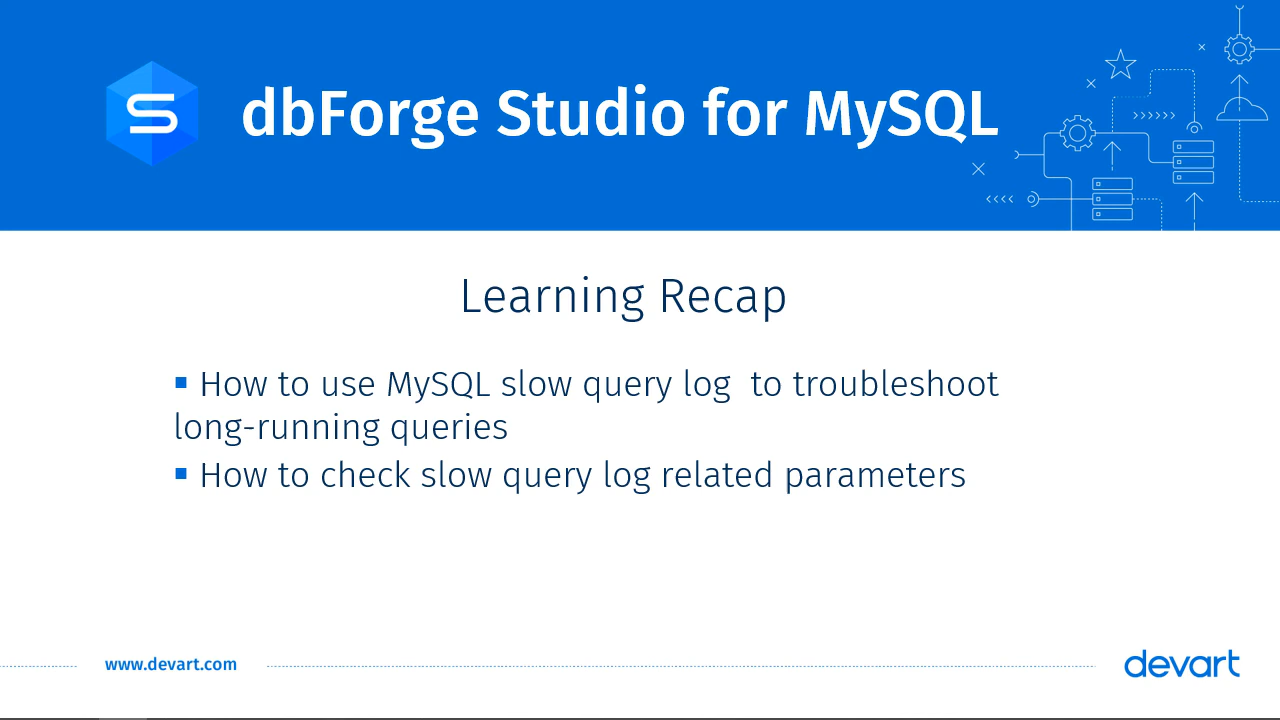 dbForge Studio for MySQL
Learning Recap
▪ How to use MySQL slow query log  to troubleshoot
long-running queries
▪ How to check slow query log related parameters
www.devart.com
devart